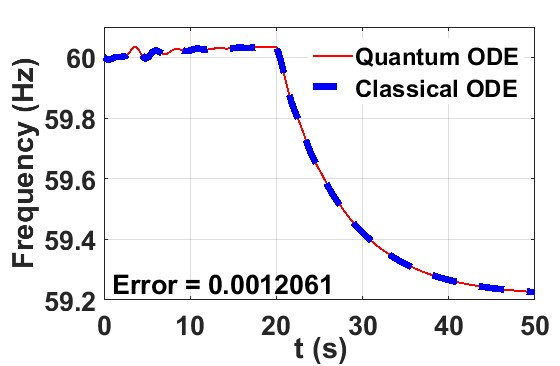 Frequency (Hz)
60
59.8
59.6
59.4
59.2
Quantum ODE
Classical ODE
Error = 0.0012061
0 10 20 30 40 50
t (s)